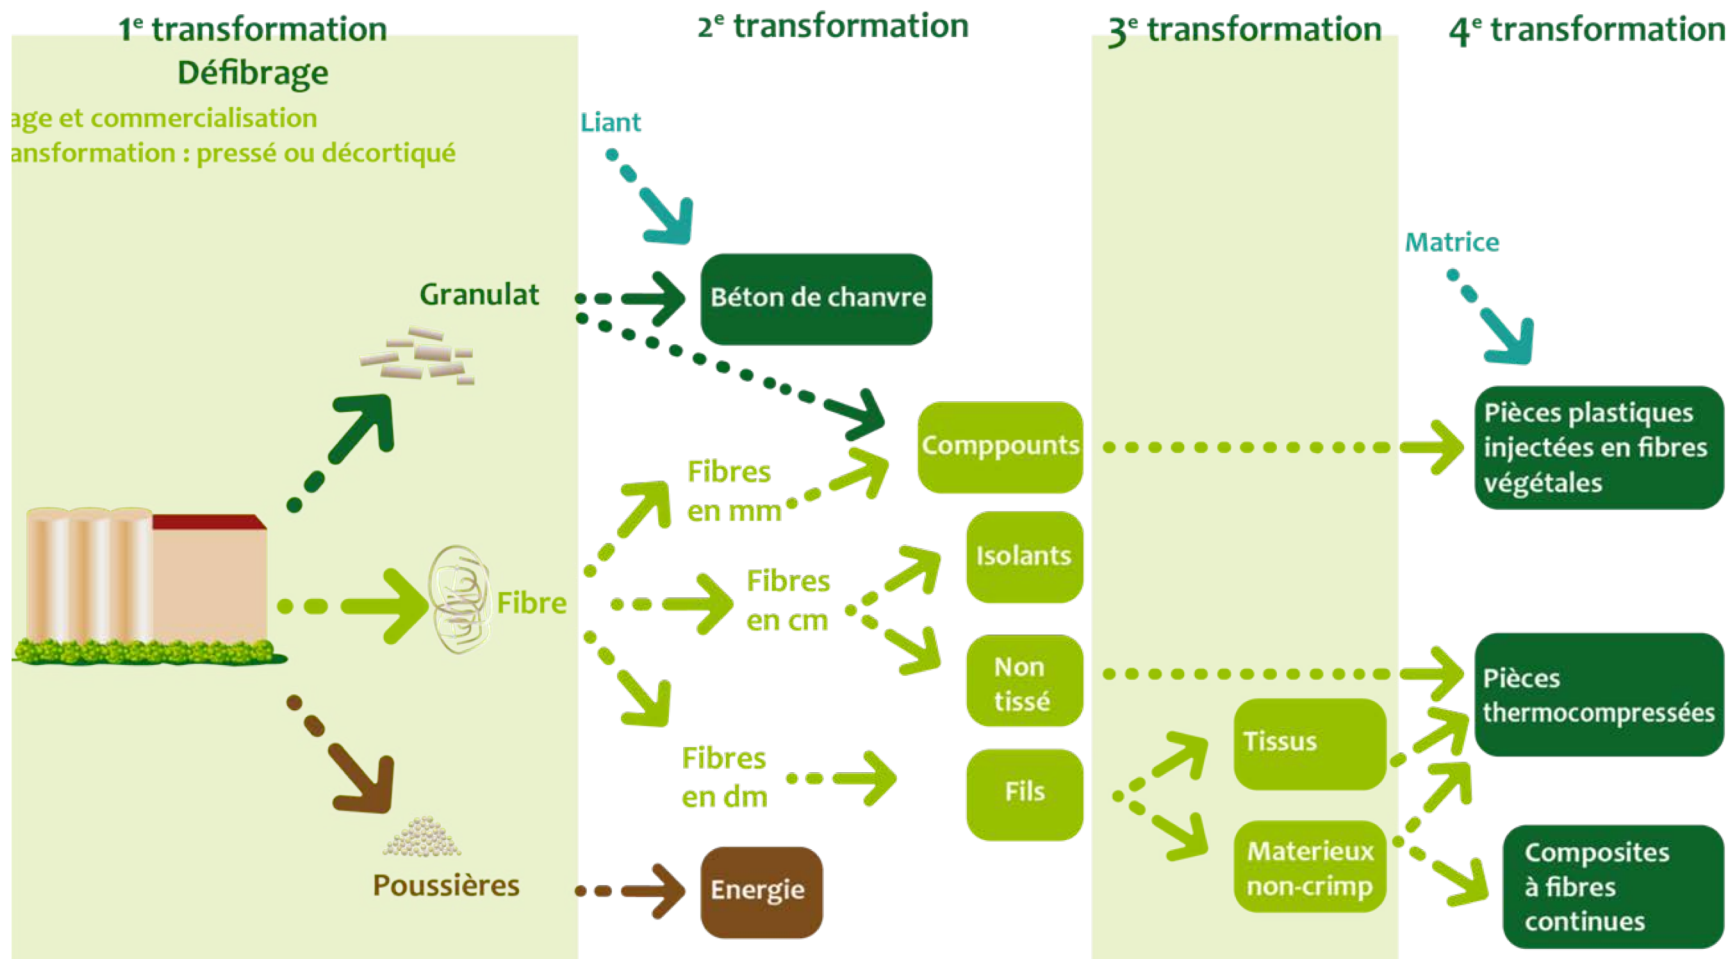 1e transformation
Défibrage
age et commercialisation
ansformation : pressé ou décortiqué
2e transformation
3e transformation
4e transformation
Liant
Matrice
Granulat
Béton de chanvre
Comppounts
Pièces plastiques
injectées en fibres
végétales
Fibres
en mm
Isolants
Fibre
Fibres
en cm
Non
tissé
Pièces
thermocompressées
Tissus
Fibres
en dm
Fils
Materieux
non-crimp
Composites
à fibres
continues
Poussières
Energie